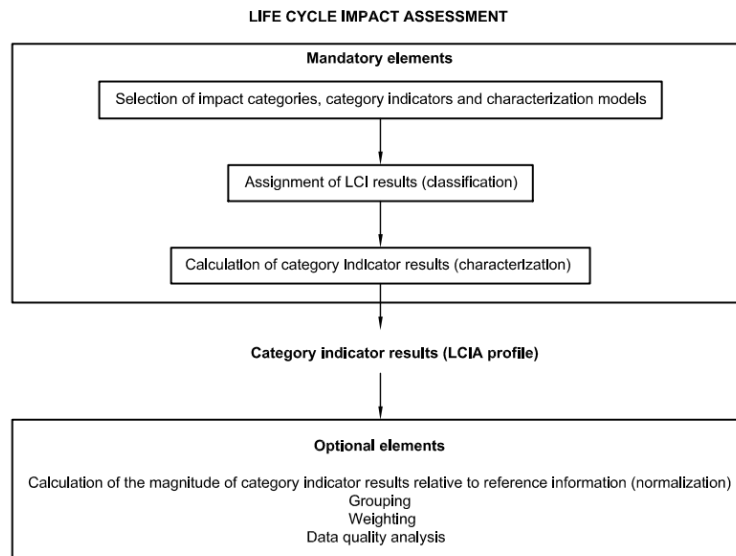 LIFE CYCLE IMPACT ASSESSMENT
Mandatory elements
Selection of impact categories, category indicators and characterization models
Assignment of LCI results (classification)
Calculation of category indicator results (characterization)
Category indicator results (LCIA profile)
Optional elements
Calculation of the magnitude of category indicator results relative to reference information (normalization)
Grouping
Weighting
Data quality analysis